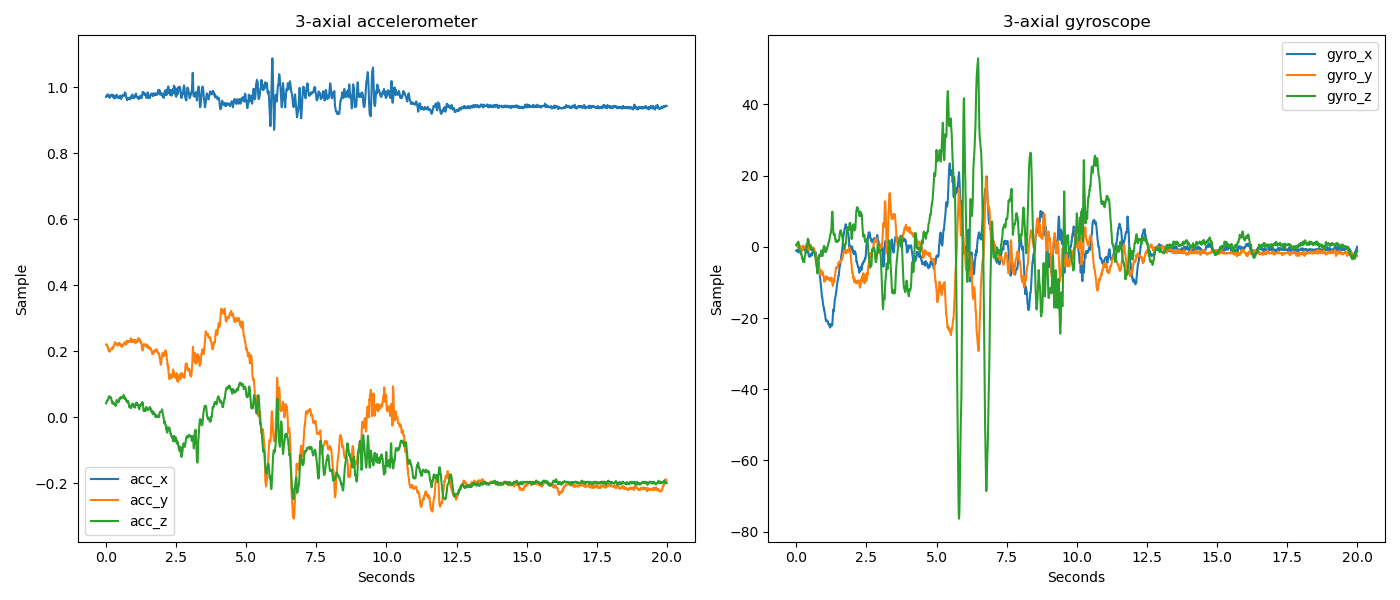 3-axial accelerometer
Sample
1.0
0.8
0.6
0.4
0.2
0.0
−0.2
acc_x
acc_y
acc_z
0.0 2.5 5.0 7.5 10.0 12.5 15.0 17.5 20.0
Seconds
3-axial gyroscope
Sample
40
20
0
−20
−40
−60
−80
gyro_x
gyro_y
gyro_z
0.0 2.5 5.0 7.5 10.0 12.5 15.0 17.5 20.0
Seconds